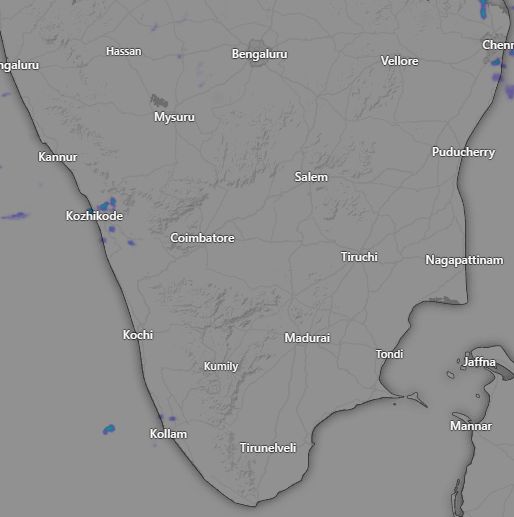 Hassan
Bengaluru
Chenn
ngaluru
Vellore
Mysuru
Kannur
Puducherry
Salem
Kozhikode
Coimbatore
Tiruchi
Nagapattinam
Kochi
Madurai
Tondi
Kumily
Jaffna
Mannar
Kollam
Tirunelveli